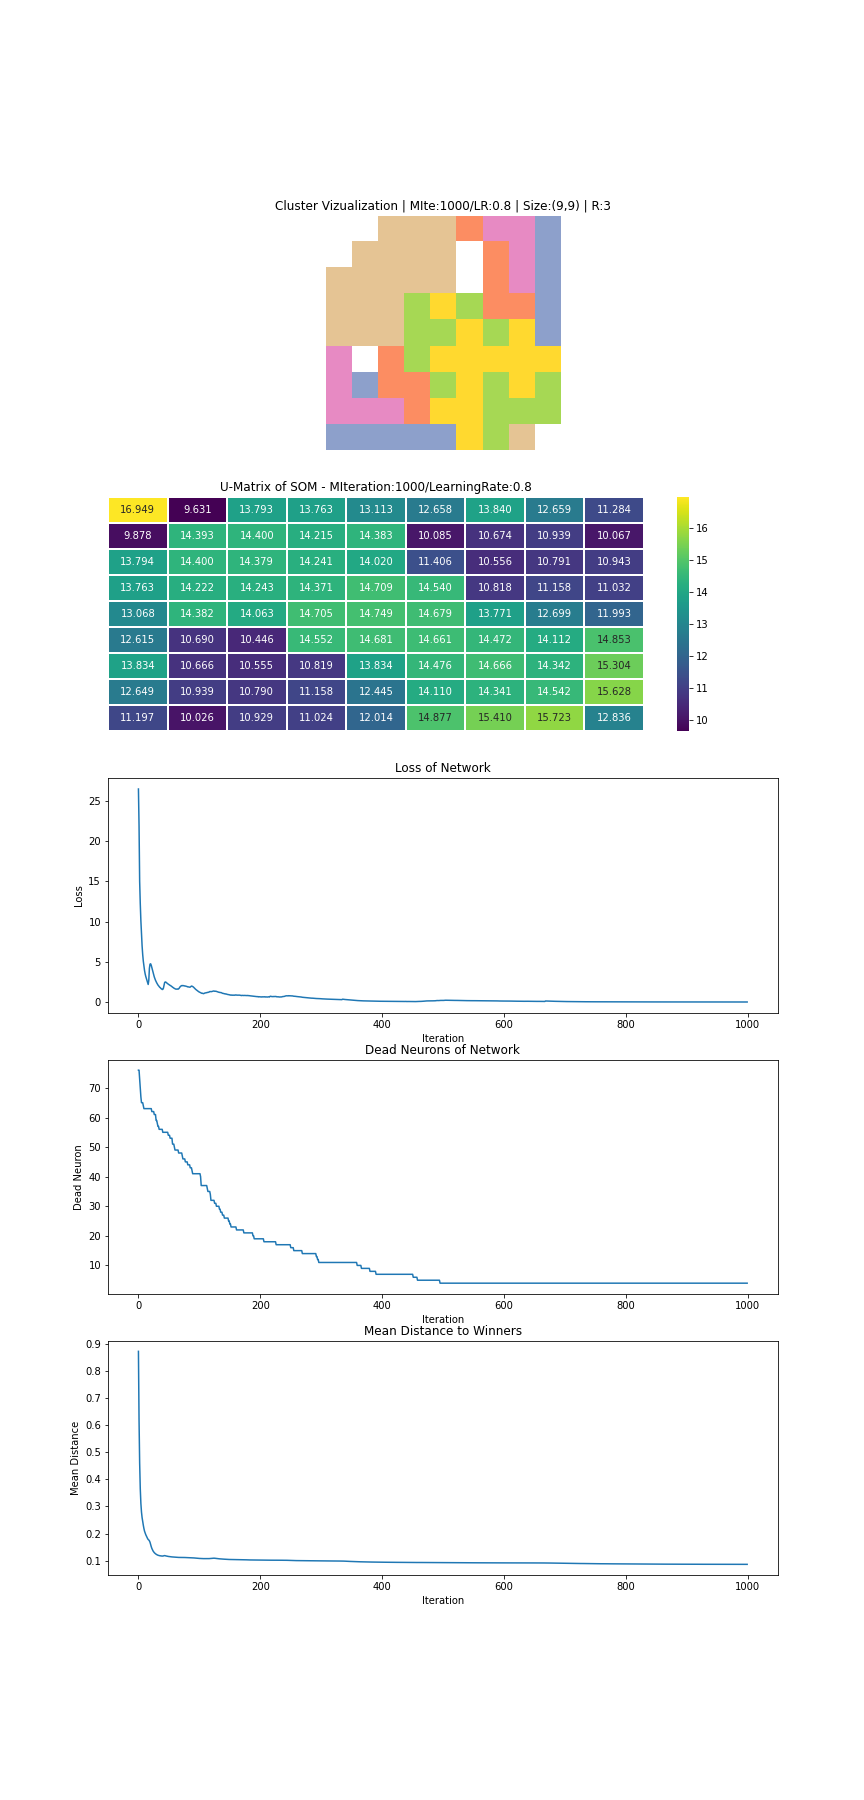 Cluster Vizualization | MIte:1000/LR:0.8 | Size:(9,9) | R:3
U-Matrix of SOM - MIteration:1000/LearningRate:0.8
16.949 9.631 13.793 13.763 13.113 12.658 13.840 12.659 11.284
9.878 14.393 14.400 14.215 14.383 10.085 10.674 10.939 10.067
13.794 14.400 14.379 14.241 14.020 11.406 10.556 10.791 10.943
13.763 14.222 14.243 14.371 14.709 14.540 10.818 11.158 11.032
13.068 14.382 14.063 14.705 14.749 14.679 13.771 12.699 11.993
12.615 10.690 10.446 14.552 14.681 14.661 14.472 14.112 14.853
13.834 10.666 10.555 10.819 13.834 14.476 14.666 14.342 15.304
12.649 10.939 10.790 11.158 12.445 14.110 14.341 14.542 15.628
11.197 10.026 10.929 11.024 12.014 14.877 15.410 15.723 12.836
16
15
14
13
12
11
10
Loss of Network
Loss
25
20
15
10
5
0
0 200 400 600 800 1000
Iteration
Dead Neurons of Network
Dead Neuron
70
60
50
40
30
20
10
0 200 400 600 800 1000
Iteration
Mean Distance to Winners
Mean Distance
0.9
0.8
0.7
0.6
0.5
0.4
0.3
0.2
0.1
0 200 400 600 800 1000
Iteration